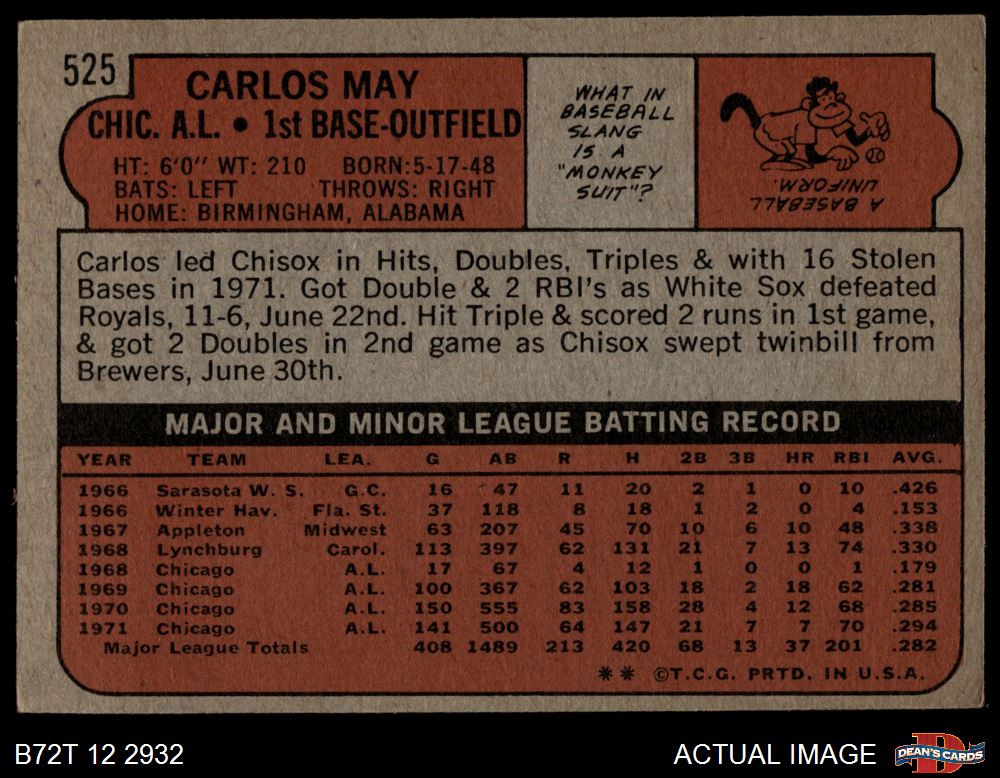 525
CARLOS MAY
CHIC. A.L. • 1st BASE-OUTFIELD
HT: 6'0" WT: 210 BORN:5-17-48
BATS: LEFT THROWS: RIGHT
HOME: BIRMINGHAM, ALABAMA
WHAT IN
BASEBALL
SLANG
IS A
"MONKEY
SUIT"?
A BASEBALL
UNIFORM.
Carlos led Chisox in Hits, Doubles, Triples & with 16 Stolen
Bases in 1971. Got Double & 2 RBI's as White Sox defeated
Royals, 11-6, June 22nd. Hit Triple & scored 2 runs in 1st game,
& got 2 Doubles in 2nd game as Chisox swept twinbill from
Brewers, June 30th.
MAJOR AND MINOR LEAGUE BATTING RECORD
YEAR TEAM LEA. G AB R H 2B 3B HR RBI AVG.
1966 Sarasota W. S. G.C. 16 47 11 20 2 1 0 10 .426
1966 Winter Hav. Fla. St. 37 118 8 18 1 2 0 4 .153
1967 Appleton Midwest 63 207 45 70 10 6 10 48 .338
1968 Lynchburg Carol. 113 397 62 131 21 7 13 74 .330
1968 Chicago A.L. 17 67 4 12 1 0 0 1 .179
1969 Chicago A.L. 100 367 62 103 18 2 18 62 .281
1970 Chicago A.L. 150 555 83 158 28 4 12 68 .285
1971 Chicago A.L. 141 500 64 147 21 7 7 70 .294
Major League Totals 408 1489 213 420 68 13 37 201 .282
** ©T.C.G. PRTD. IN U.S.A.
B72T 12 2932
ACTUAL IMAGE
DEAN'S CARDS